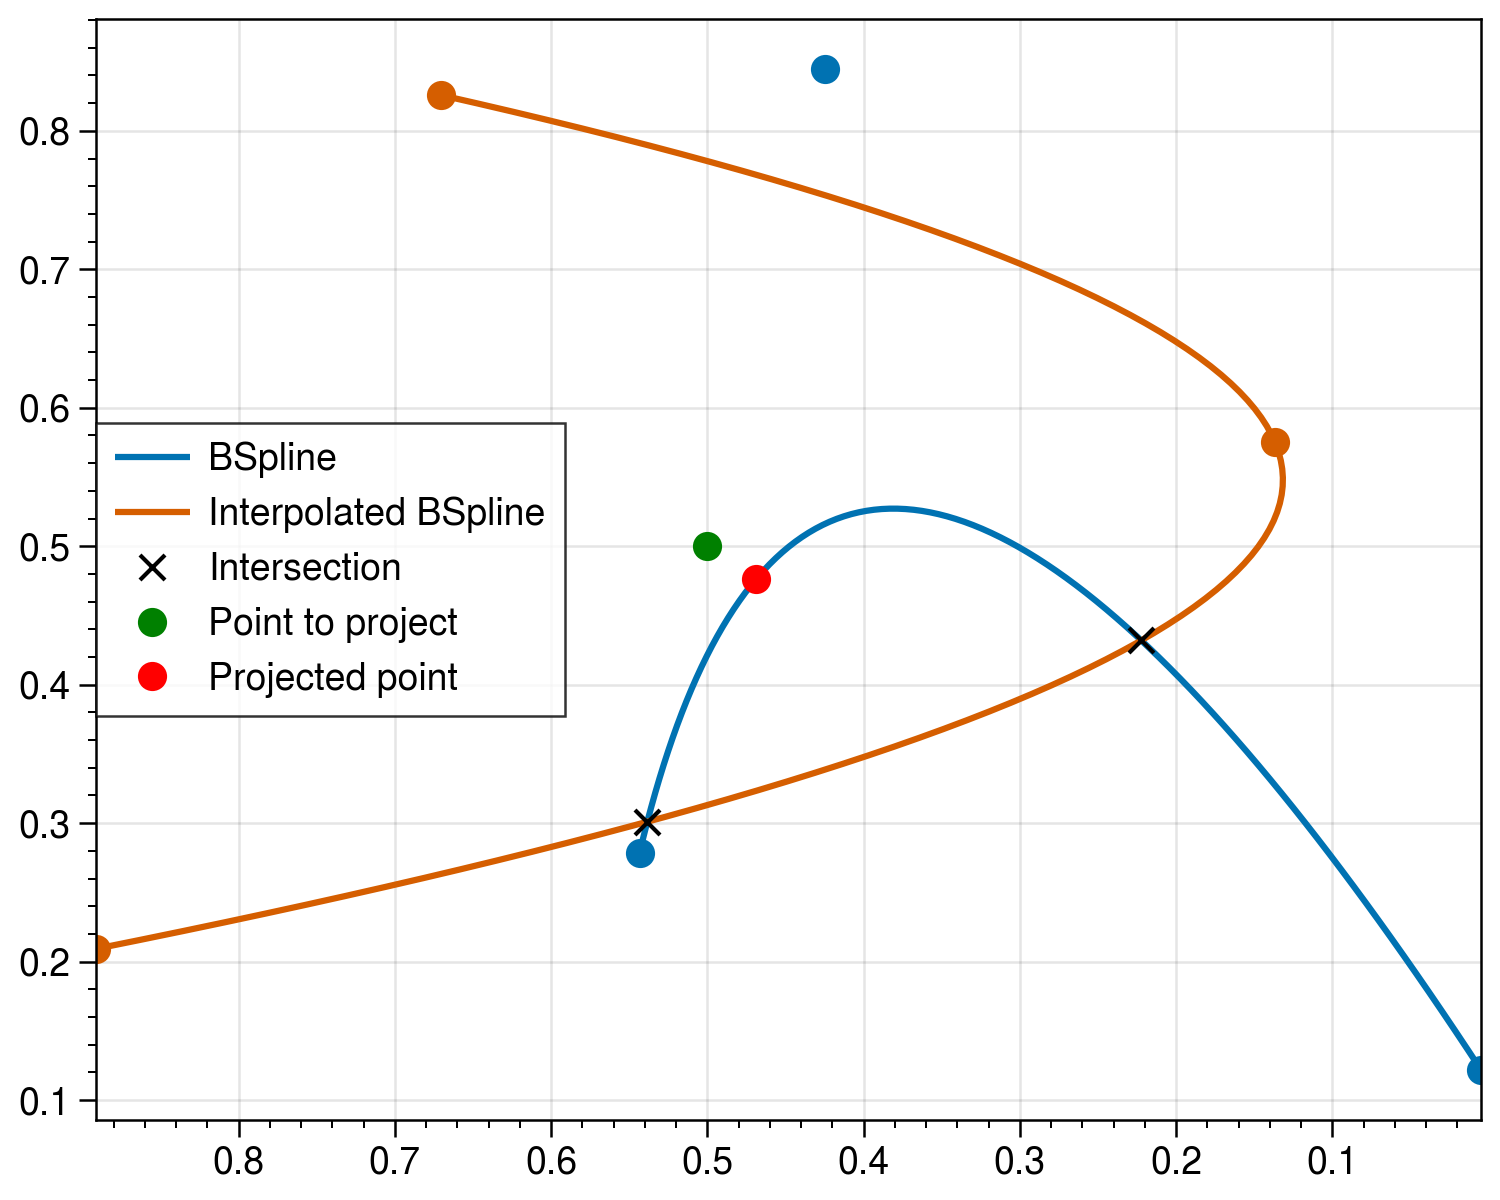 0.8
0.7
0.6
0.5
0.4
0.3
0.2
0.1
BSpline
Interpolated BSpline
Intersection
Point to project
Projected point
0.8 0.7 0.6 0.5 0.4 0.3 0.2 0.1